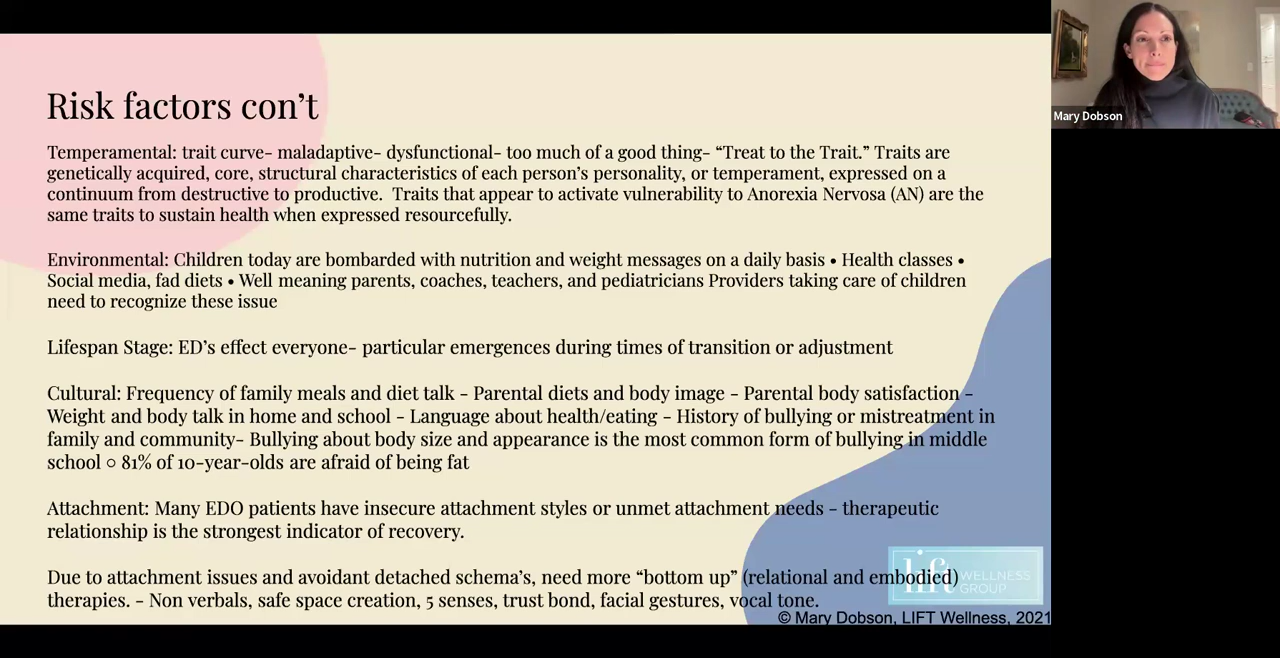 Risk factors con’t
Temperamental: trait curve- maladaptive- dysfunctional- too much of a good thing- “Treat to the Trait.” Traits are
genetically acquired, core, structural characteristics of each person’s personality, or temperament, expressed on a
continuum from destructive to productive.  Traits that appear to activate vulnerability to Anorexia Nervosa (AN) are the
same traits to sustain health when expressed resourcefully.
Environmental: Children today are bombarded with nutrition and weight messages on a daily basis • Health classes •
Social media, fad diets • Well meaning parents, coaches, teachers, and pediatricians Providers taking care of children
need to recognize these issue
Lifespan Stage: ED’s effect everyone- particular emergences during times of transition or adjustment
Cultural: Frequency of family meals and diet talk - Parental diets and body image - Parental body satisfaction -
Weight and body talk in home and school - Language about health/eating - History of bullying or mistreatment in
family and community- Bullying about body size and appearance is the most common form of bullying in middle
school ○ 81% of 10-year-olds are afraid of being fat
Attachment: Many EDO patients have insecure attachment styles or unmet attachment needs - therapeutic
relationship is the strongest indicator of recovery.
Due to attachment issues and avoidant detached schema’s, need more “bottom up” (relational and embodied)
therapies. - Non verbals, safe space creation, 5 senses, trust bond, facial gestures, vocal tone.
lift WELLNESS
GROUP
© Mary Dobson, LIFT Wellness, 2021
Mary Dobson